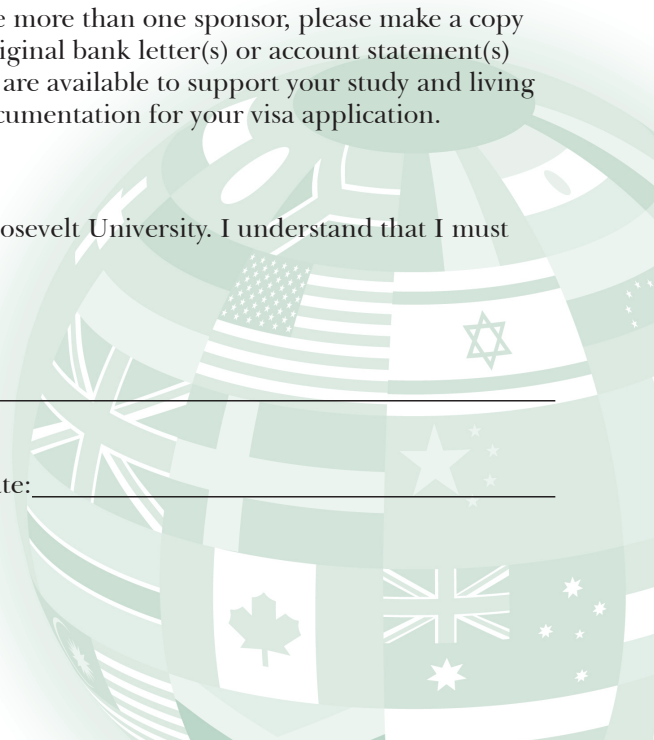 e more than one sponsor, please make a copy
iginal bank letter(s) or account statement(s)
are available to support your study and living
cumentation for your visa application.
osevelt University. I understand that I must
te: